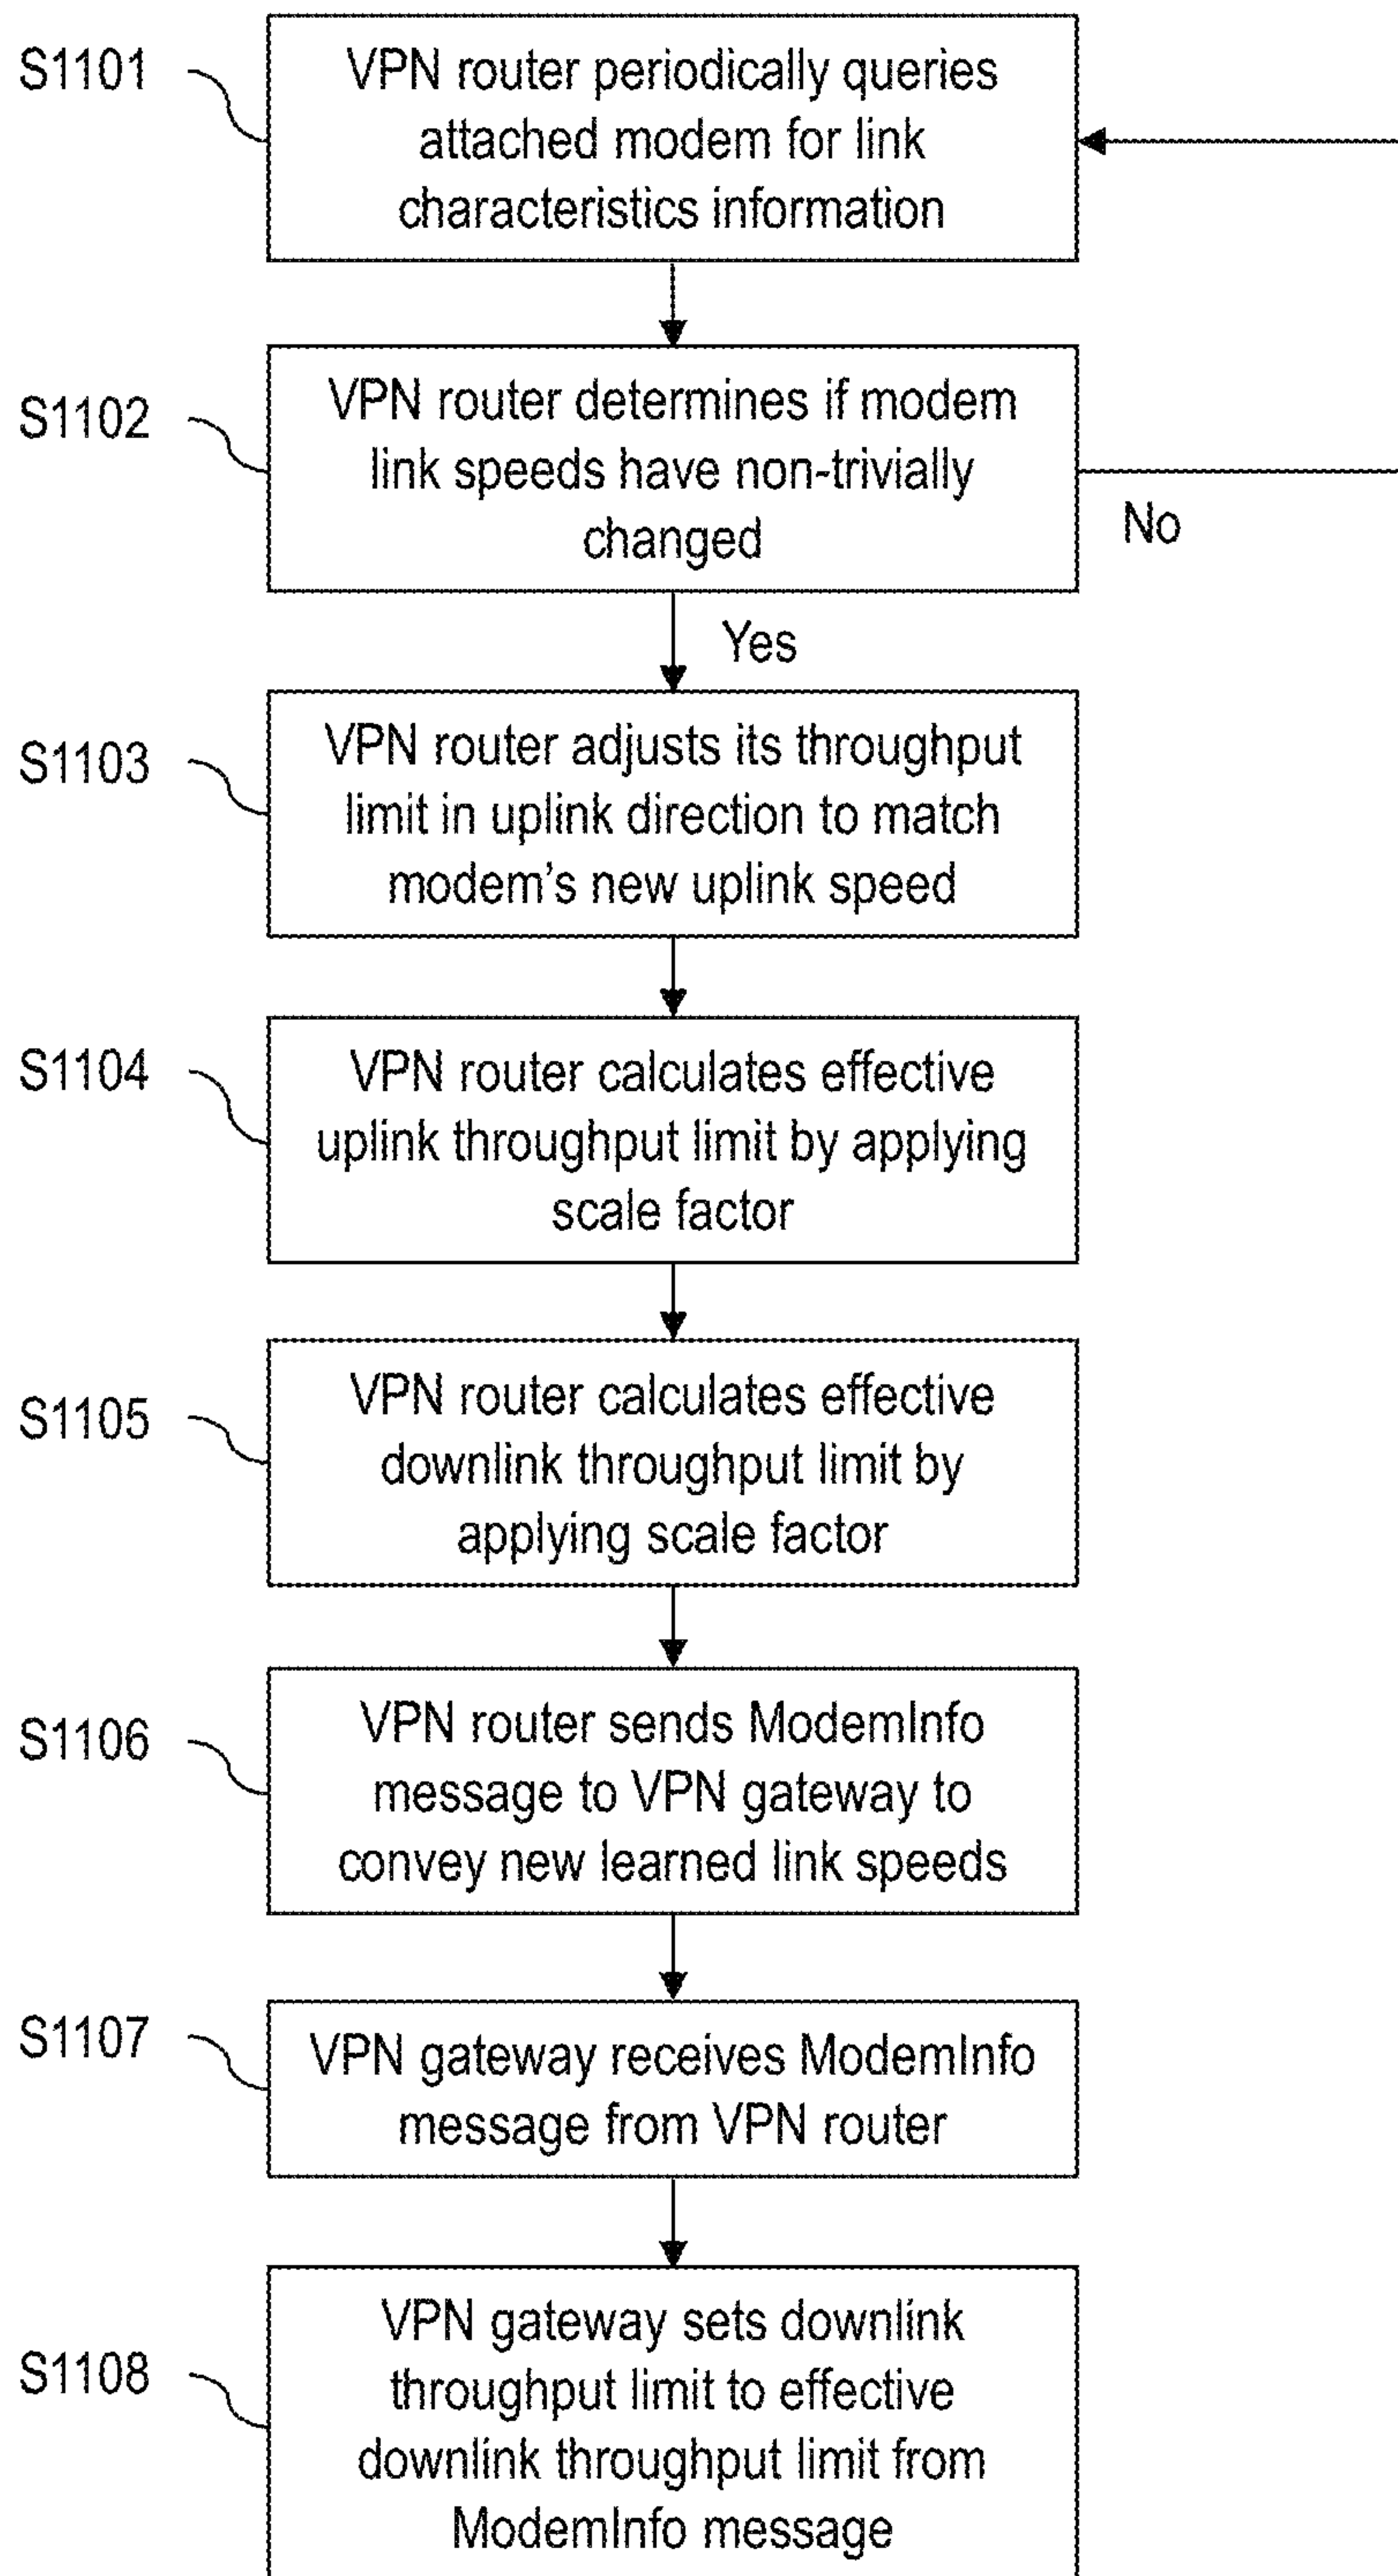 S1101
VPN router periodically queries
attached modem for link
characteristics information
S1102
VPN router determines if modem
link speeds have non-trivially
changed
No
Yes
S1103
VPN router adjusts its throughput
limit in uplink direction to match
modem's new uplink speed
S1104
VPN router calculates effective
uplink throughput limit by applying
scale factor
S1105
VPN router calculates effective
downlink throughput limit by
applying scale factor
S1106
VPN router sends ModemInfo
message to VPN gateway to
convey new learned link speeds
S1107
VPN gateway receives ModemInfo
message from VPN router
S1108
VPN gateway sets downlink
throughput limit to effective
downlink throughput limit from
ModemInfo message